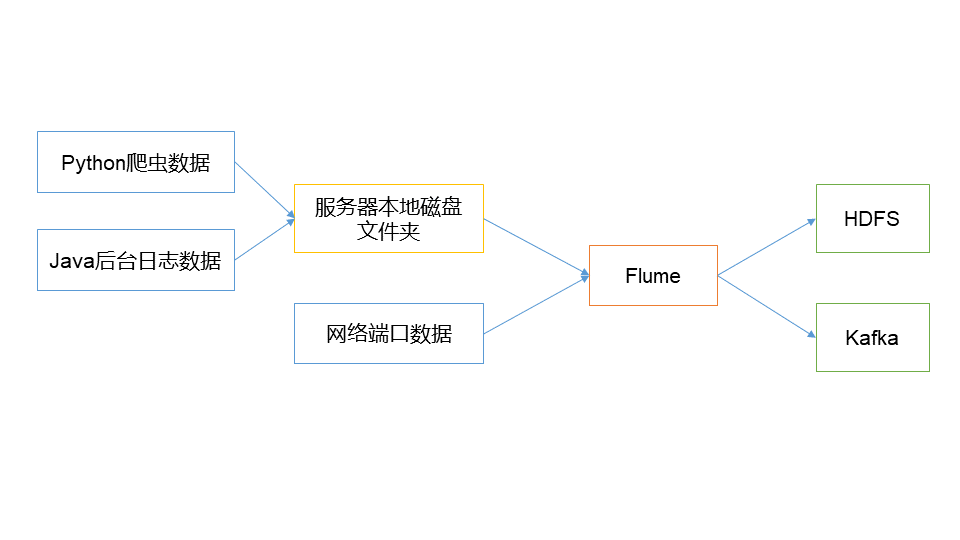 Python爬虫数据
Java后台日志数据
服务器本地磁盘
文件夹
网络端口数据
Flume
HDFS
Kafka